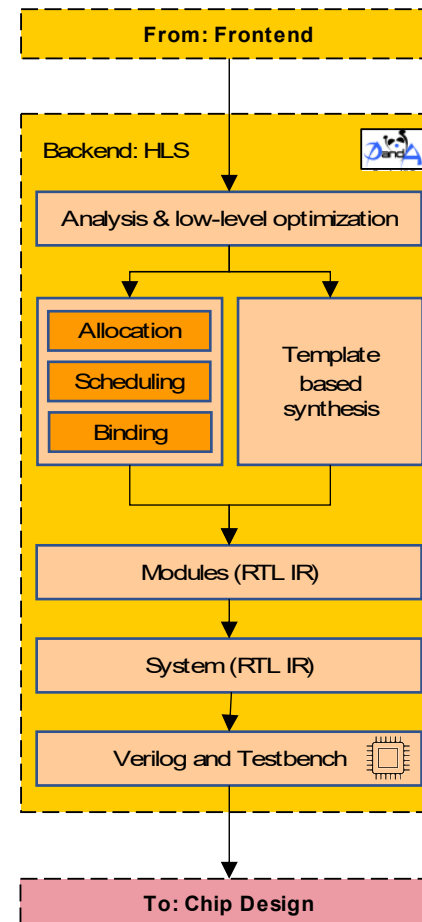 From: Frontend
Backend: HLS
PandA
Analysis & low-level optimization
Allocation
Scheduling
Binding
Template
based
synthesis
Modules (RTL IR)
System (RTL IR)
Verilog and Testbench
To: Chip Design